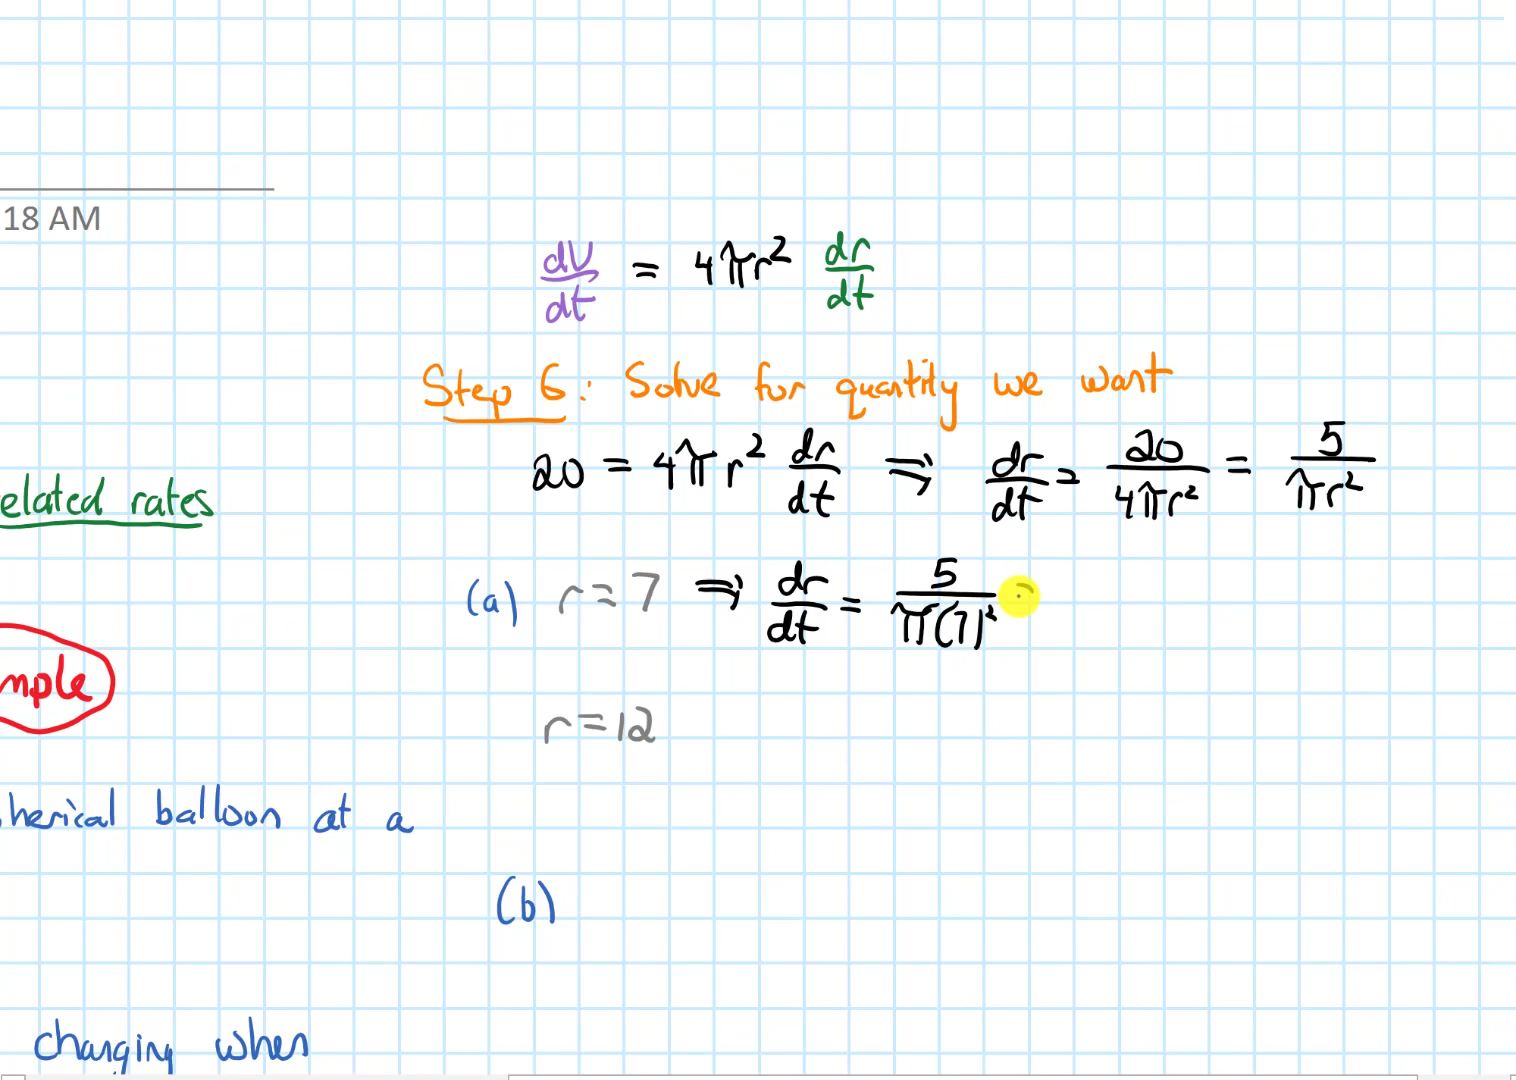 18 AM
dV/dt = 4πr² dr/dt
Step 6: Solve for quantity we want
20 = 4πr² dr/dt ⇒ dr/dt = 20/4πr² = 5/πr²
elated rates
(a) r = 7 ⇒ dr/dt = 5/π(7)²
mple
r = 12
herical balloon at a
(b)
changing when